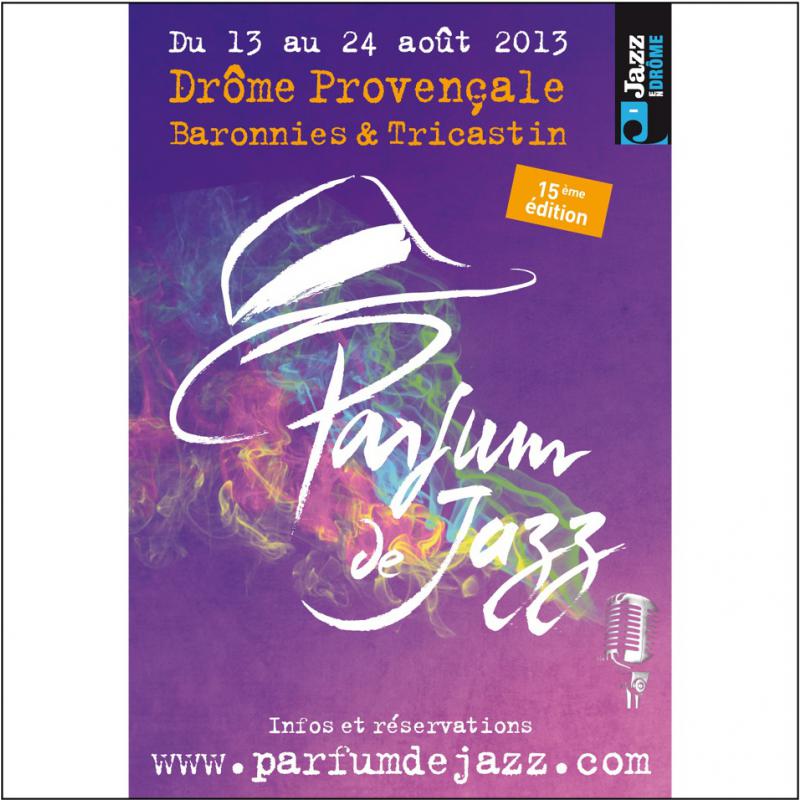 Du 13 au 24 août 2013
Drôme Provençale
Baronnies & Tricastin
Jazz
EN DRÔME
15ème
édition
Parfum
de Jazz
Infos et réservations
www.parfumdejazz.com